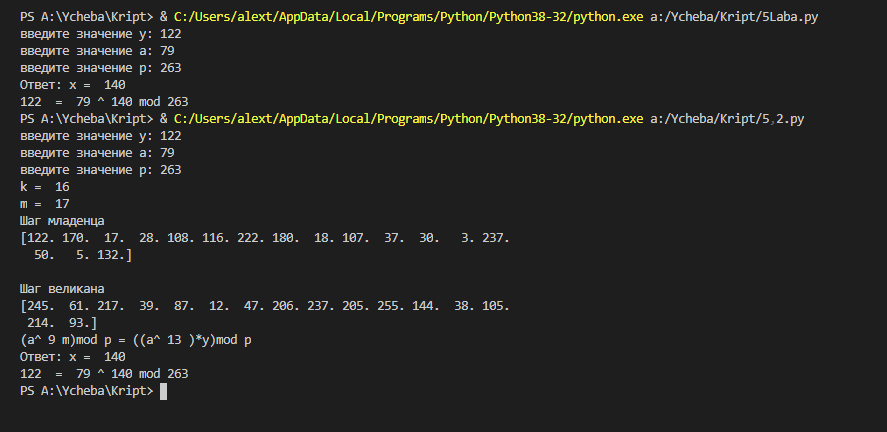 PS A:\Ycheba\Kript> & C:/Users/alext/AppData/Local/Programs/Python/Python38-32/python.exe a:/Ycheba/Kript/5Laba.py
введите значение y: 122
введите значение a: 79
введите значение p: 263
Ответ: x =  140
122  =  79 ^ 140 mod 263
PS A:\Ycheba\Kript> & C:/Users/alext/AppData/Local/Programs/Python/Python38-32/python.exe a:/Ycheba/Kript/5,2.py
введите значение y: 122
введите значение a: 79
введите значение p: 263
k =  16
m =  17
Шаг младенца
[122. 170.  17.  28. 108. 116. 222. 180.  18. 107.  37.  30.   3. 237.
  50.   5. 132.]
Шаг великана
[245.  61. 217.  39.  87.  12.  47. 206. 237. 205. 255. 144.  38. 105.
 214.  93.]
(a^ 9 m)mod p = ((a^ 13 )*y)mod p
Ответ: x =  140
122  =  79 ^ 140 mod 263
PS A:\Ycheba\Kript>